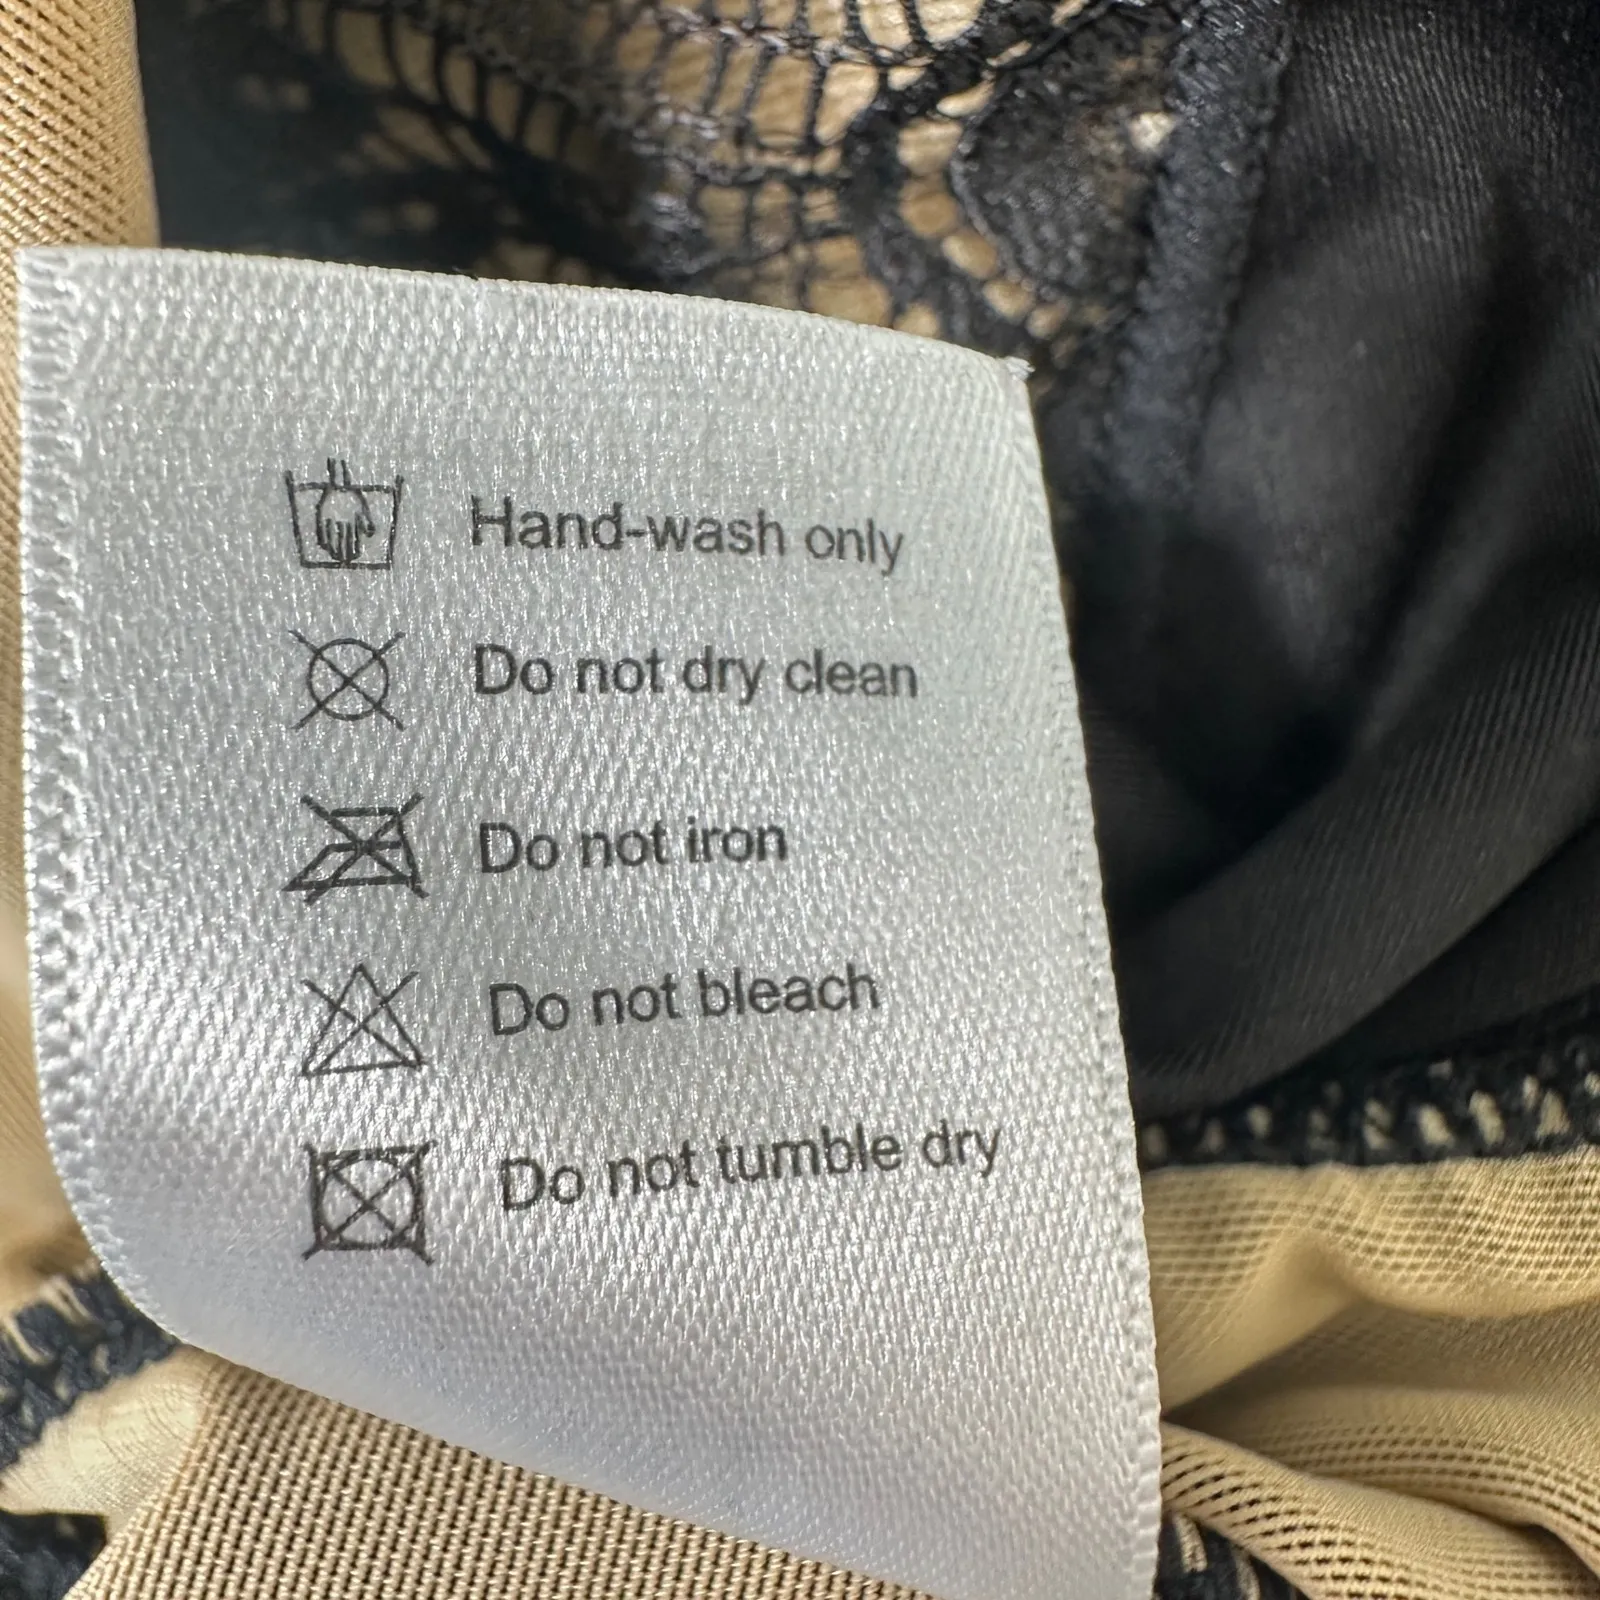 Hand-wash only
Do not dry clean
Do not iron
Do not bleach
Do not tumble dry